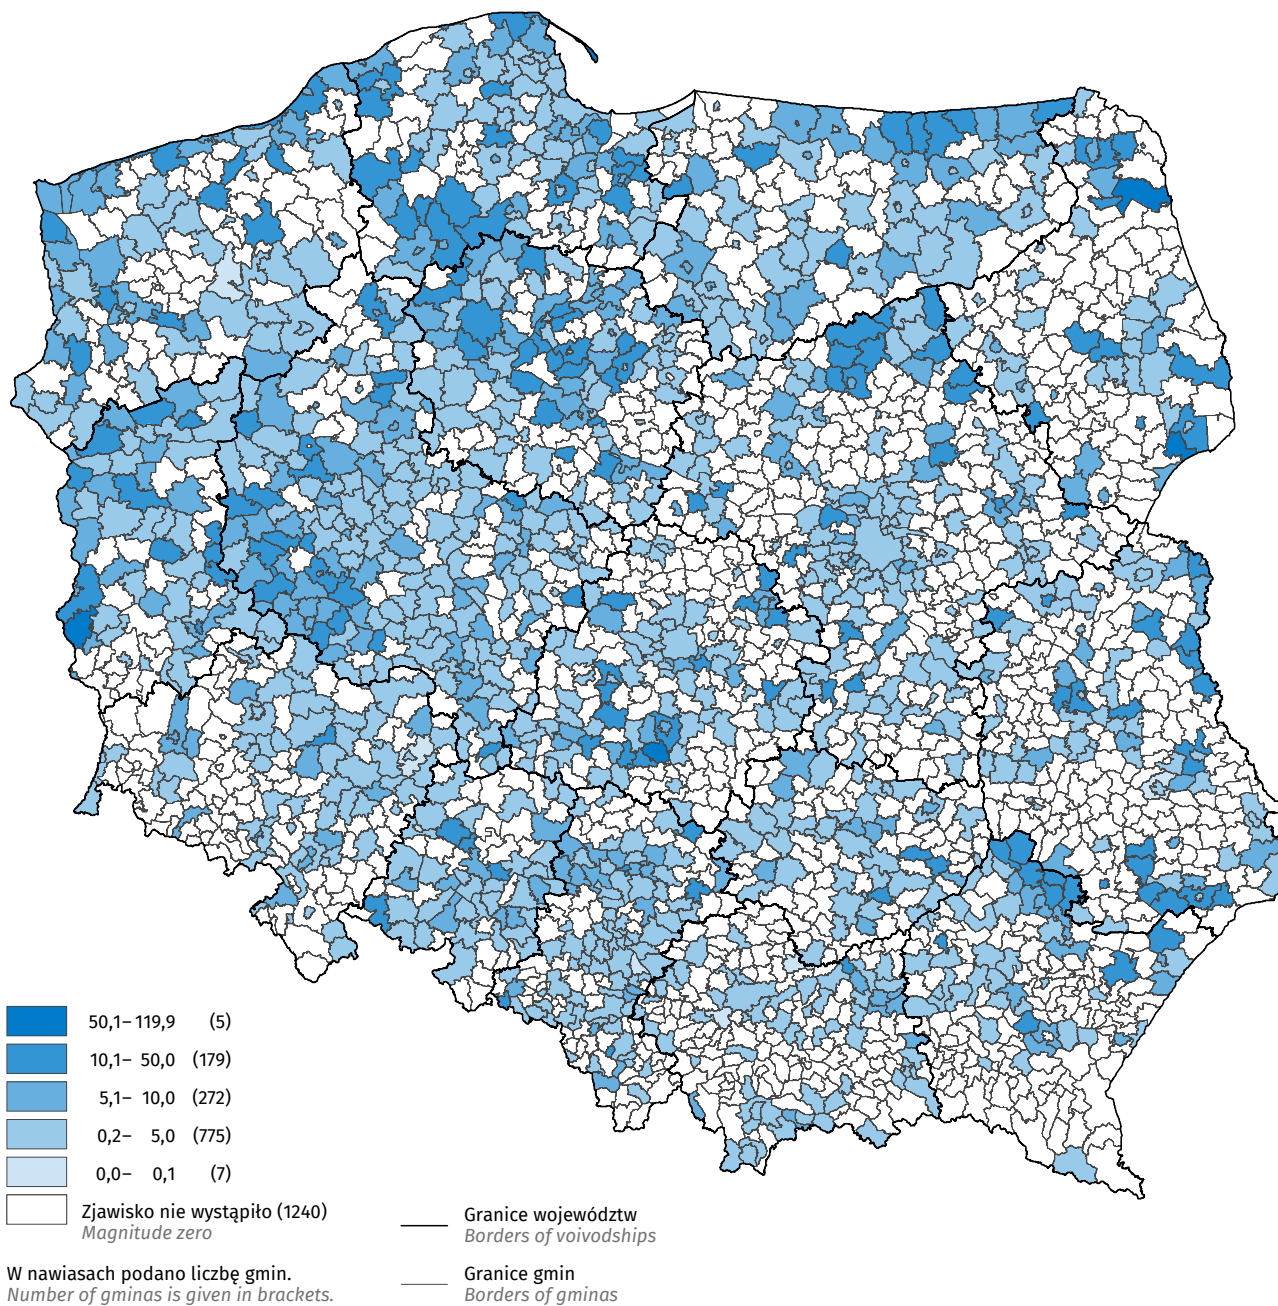 50,1– 119,9 (5)
10,1– 50,0 (179)
5,1– 10,0 (272)
0,2– 5,0 (775)
0,0– 0,1 (7)
Zjawisko nie wystąpiło (1240)
Magnitude zero
W nawiasach podano liczbę gmin.
Number of gminas is given in brackets.
Granice województw
Borders of voivodships
Granice gmin
Borders of gminas